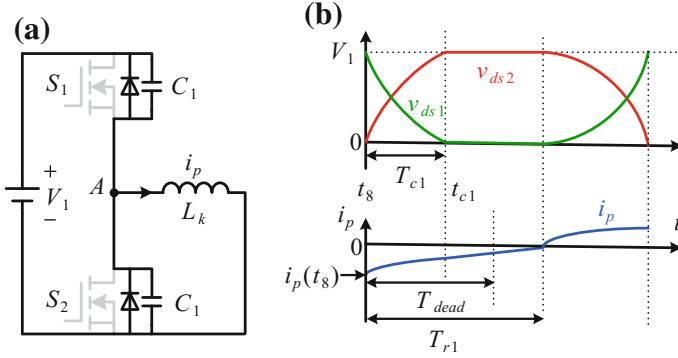 (a)
S1
C1
+
V1
−
A
ip
Lk
S2
C1
(b)
V1
vds2
vds1
0
Tc1
t8
tc1
t
ip
ip
0
ip(t8)
Tdead
Tr1